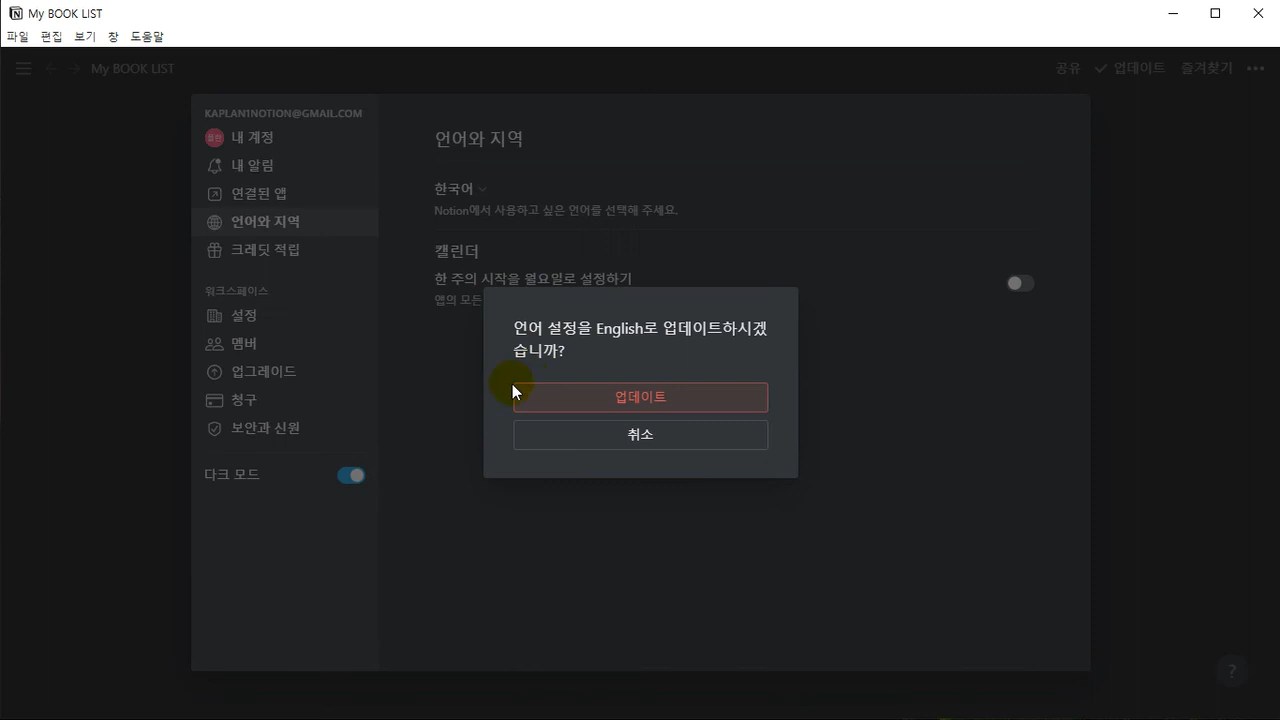 My BOOK LIST
파일 편집 보기 창 도움말
My BOOK LIST
공유 업데이트 즐겨찾기
KAPLAN1NOTION@GMAIL.COM
내 계정
내 알림
연결된 앱
언어와 지역
크레딧 적립
워크스페이스
설정
멤버
업그레이드
청구
보안과 신원
다크 모드
언어와 지역
한국어
Notion에서 사용하고 싶은 언어를 선택해 주세요.
캘린더
한 주의 시작을 월요일로 설정하기
앱의 모든
언어 설정을 English로 업데이트하시겠
습니까?
업데이트
취소
?